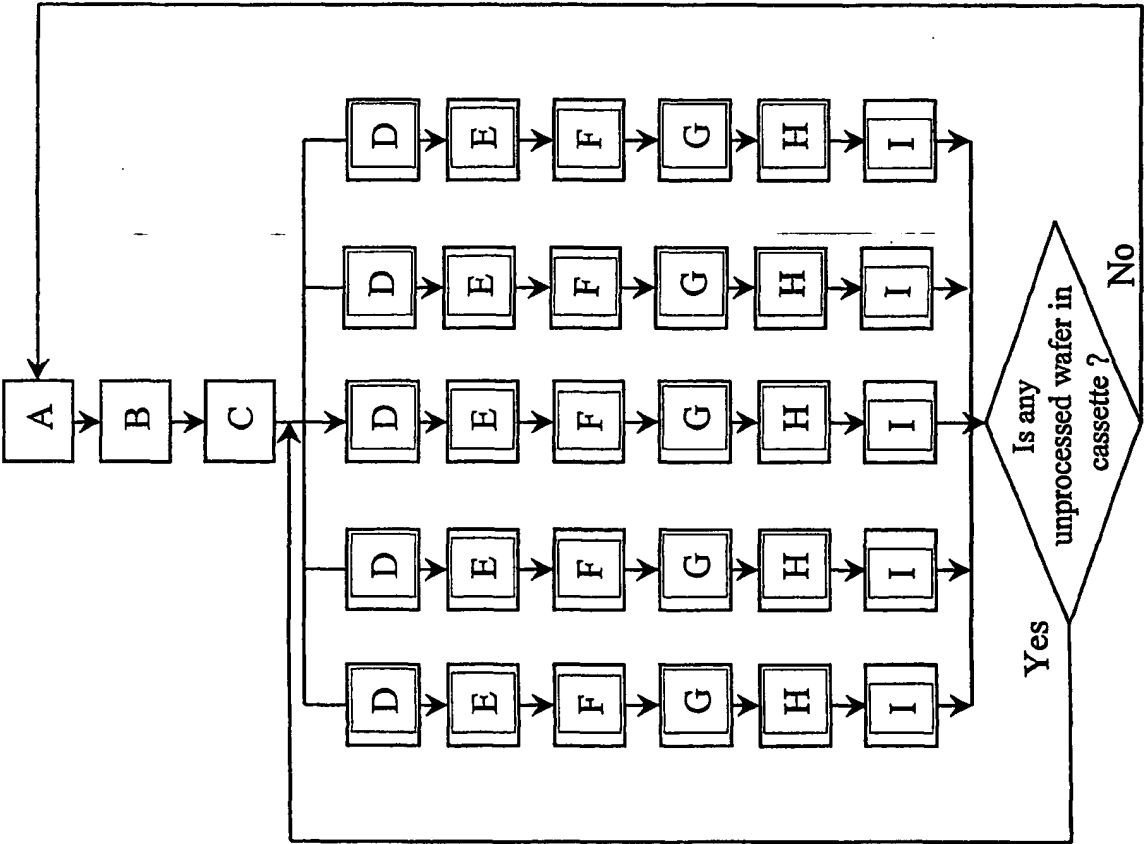 A
B
C
D D D D D
E E E E E
F F F F F
G G G G G
H H H H H
I I I I I
Is any
unprocessed wafer in
cassette ?
Yes
No